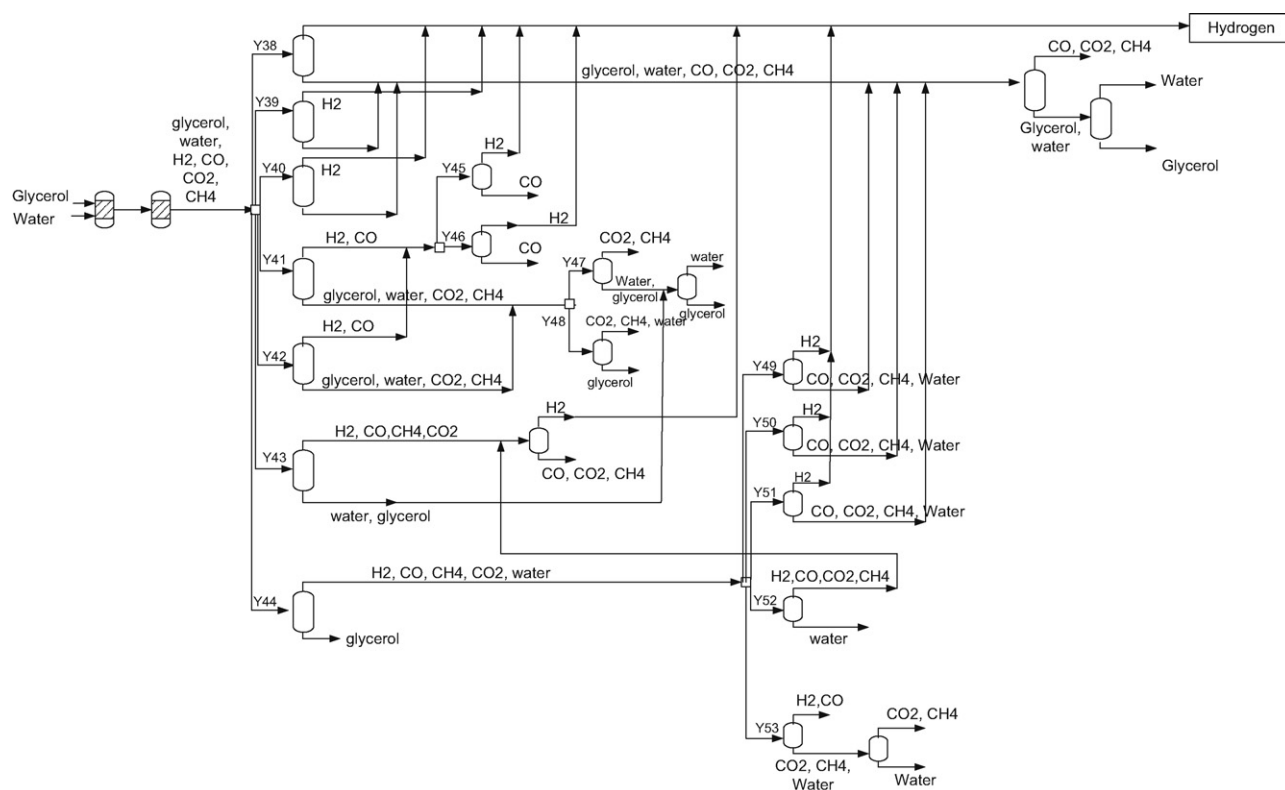 Hydrogen
Y38
CO, CO2, CH4
glycerol, water, CO, CO2, CH4
Water
Y39
H2
glycerol,
water,
H2, CO,
CO2,
CH4
Glycerol,
water
Glycerol
Y40
H2
Y45
H2
CO
Glycerol
Water
Y46
H2
CO
H2, CO
Y41
glycerol, water, CO2, CH4
Y47
CO2, CH4
Water,
glycerol
water
glycerol
Y48
CO2, CH4, water
glycerol
H2, CO
Y42
glycerol, water, CO2, CH4
Y49
H2
CO, CO2, CH4, Water
H2, CO,CH4,CO2
Y43
water, glycerol
H2
CO, CO2, CH4
Y50
H2
CO, CO2, CH4, Water
Y51
H2
CO, CO2, CH4, Water
H2, CO, CH4, CO2, water
Y44
glycerol
H2,CO,CO2,CH4
Y52
water
H2,CO
Y53
CO2, CH4,
Water
CO2, CH4
Water